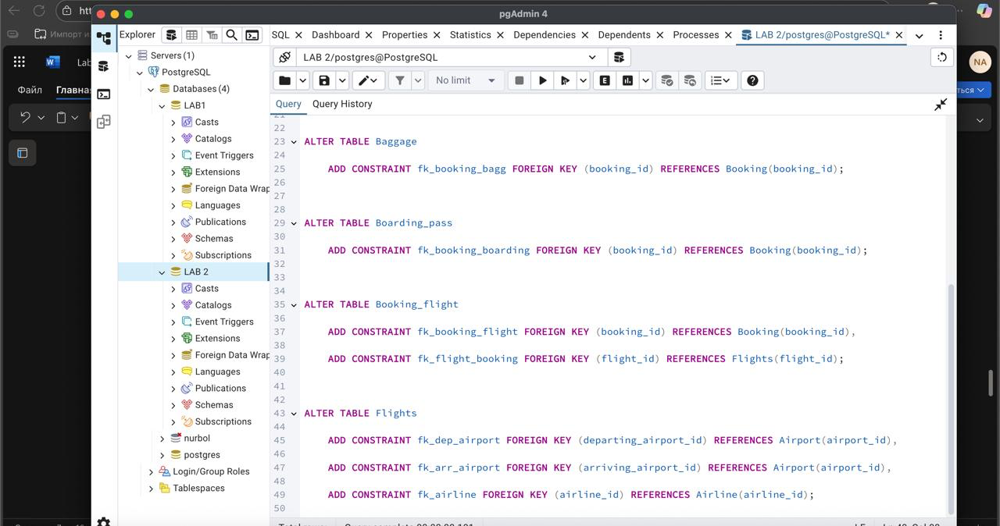 htt
pgAdmin 4
Импорт и
Lab
Файл
Главна
NA
ться
Explorer
SQL
Dashboard
Properties
Statistics
Dependencies
Dependents
Processes
LAB 2/postgres@PostgreSQL*
Servers (1)
PostgreSQL
Databases (4)
LAB1
Casts
Catalogs
Event Triggers
Extensions
Foreign Data Wrap
Languages
Publications
Schemas
Subscriptions
LAB 2
Casts
Catalogs
Event Triggers
Extensions
Foreign Data Wrap
Languages
Publications
Schemas
Subscriptions
nurbol
postgres
Login/Group Roles
Tablespaces
LAB 2/postgres@PostgreSQL
No limit
E
Query
Query History
21
22
23 ALTER TABLE Baggage
24
25 ADD CONSTRAINT fk_booking_bagg FOREIGN KEY (booking_id) REFERENCES Booking(booking_id);
26
27
28
29 ALTER TABLE Boarding_pass
30
31 ADD CONSTRAINT fk_booking_boarding FOREIGN KEY (booking_id) REFERENCES Booking(booking_id);
32
33
34
35 ALTER TABLE Booking_flight
36
37 ADD CONSTRAINT fk_booking_flight FOREIGN KEY (booking_id) REFERENCES Booking(booking_id),
38
39 ADD CONSTRAINT fk_flight_booking FOREIGN KEY (flight_id) REFERENCES Flights(flight_id);
40
41
42
43 ALTER TABLE Flights
44
45 ADD CONSTRAINT fk_dep_airport FOREIGN KEY (departing_airport_id) REFERENCES Airport(airport_id),
46
47 ADD CONSTRAINT fk_arr_airport FOREIGN KEY (arriving_airport_id) REFERENCES Airport(airport_id),
48
49 ADD CONSTRAINT fk_airline FOREIGN KEY (airline_id) REFERENCES Airline(airline_id);
50